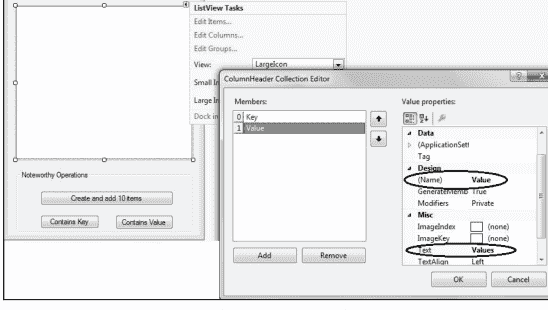 ListView Tasks
Edit Items...
Edit Columns...
Edit Groups...
View: LargeIcon
Small Im
Large In
Dock in
ColumnHeader Collection Editor
Members:
0 Key
1 Value
Add Remove
Value properties:
Data
(ApplicationSett
Tag
Design
(Name) Value
GenerateMemb True
Modifiers Private
Misc
ImageIndex (none)
ImageKey (none)
Text Values
TextAlign Left
OK Cancel
Noteworthy Operations
Create and add 10 items
Contains Key Contains Value